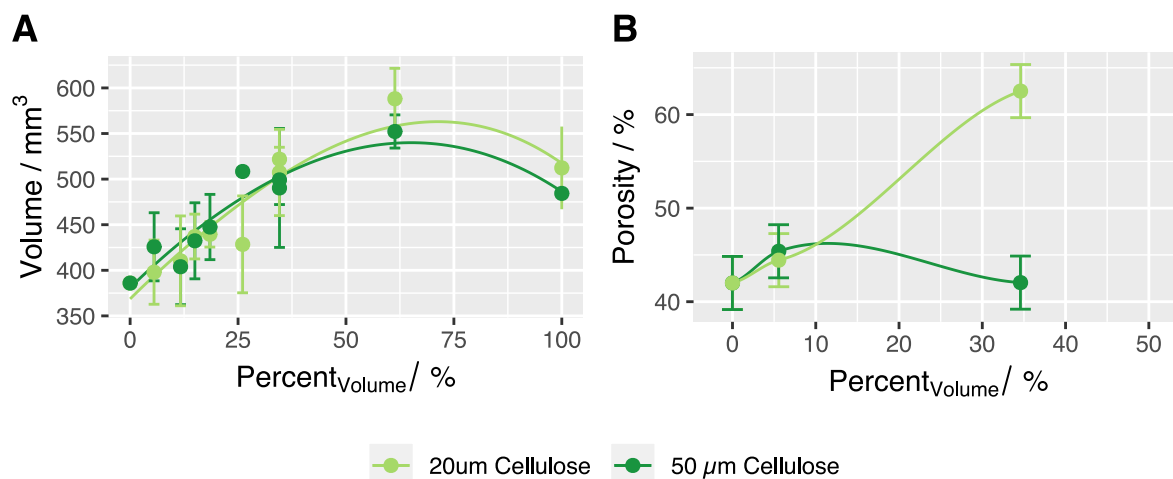 A
B
Volume / mm³
600
550
500
450
400
350
0
25
50
75
100
PercentVolume / %
Porosity / %
60
50
40
0
10
20
30
40
50
PercentVolume / %
20um Cellulose
50 µm Cellulose